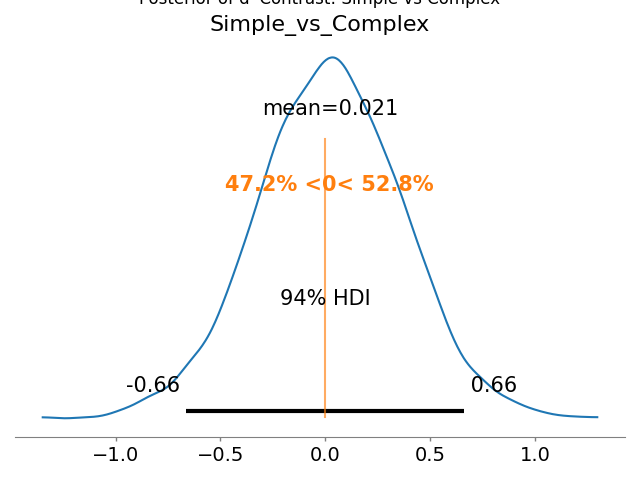 Posterior of d' Contrast: Simple vs Complex
Simple_vs_Complex
mean=0.021
47.2% <0< 52.8%
94% HDI
-0.66 0.66
−1.0 −0.5 0.0 0.5 1.0